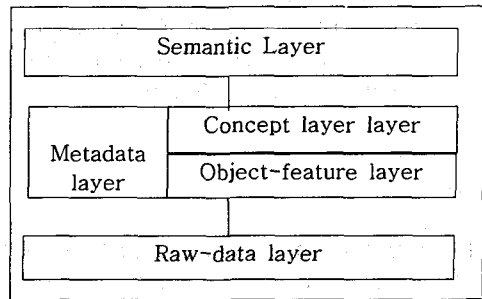 Semantic Layer
Concept layer layer
Metadata
layer
Object-feature layer
Raw-data layer